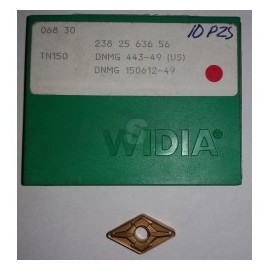 068 30
10 PZS
238 25 636 56
TN150 DNMG 443-49 (US)
DNMG 150612-49
WIDIA